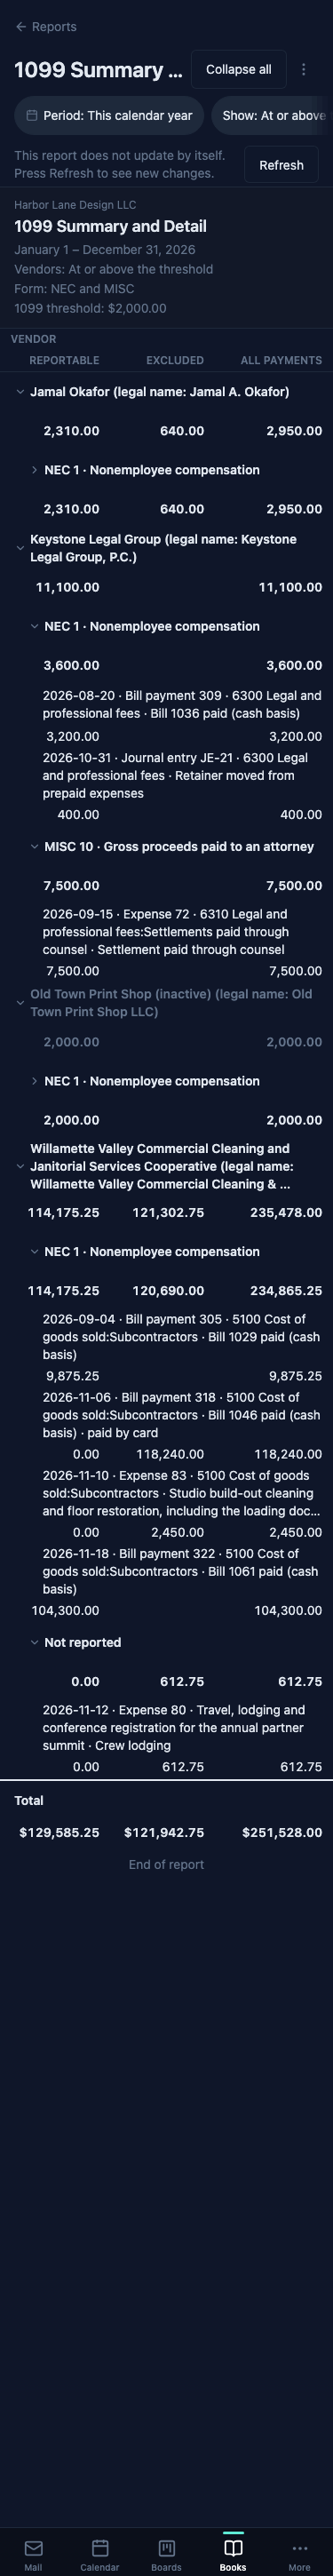 Reports
1099 Summary ...
Collapse all
Period: This calendar year
Show: At or above
This report does not update by itself.
Press Refresh to see new changes.
Refresh
Harbor Lane Design LLC
1099 Summary and Detail
January 1 – December 31, 2026
Vendors: At or above the threshold
Form: NEC and MISC
1099 threshold: $2,000.00
VENDOR
REPORTABLE EXCLUDED ALL PAYMENTS
Jamal Okafor (legal name: Jamal A. Okafor)
2,310.00 640.00 2,950.00
NEC 1 · Nonemployee compensation
2,310.00 640.00 2,950.00
Keystone Legal Group (legal name: Keystone
Legal Group, P.C.)
11,100.00 11,100.00
NEC 1 · Nonemployee compensation
3,600.00 3,600.00
2026-08-20 · Bill payment 309 · 6300 Legal and
professional fees · Bill 1036 paid (cash basis)
3,200.00 3,200.00
2026-10-31 · Journal entry JE-21 · 6300 Legal
and professional fees · Retainer moved from
prepaid expenses
400.00 400.00
MISC 10 · Gross proceeds paid to an attorney
7,500.00 7,500.00
2026-09-15 · Expense 72 · 6310 Legal and
professional fees:Settlements paid through
counsel · Settlement paid through counsel
7,500.00 7,500.00
Old Town Print Shop (inactive) (legal name: Old
Town Print Shop LLC)
2,000.00 2,000.00
NEC 1 · Nonemployee compensation
2,000.00 2,000.00
Willamette Valley Commercial Cleaning and
Janitorial Services Cooperative (legal name:
Willamette Valley Commercial Cleaning & ...
114,175.25 121,302.75 235,478.00
NEC 1 · Nonemployee compensation
114,175.25 120,690.00 234,865.25
2026-09-04 · Bill payment 305 · 5100 Cost of
goods sold:Subcontractors · Bill 1029 paid (cash
basis)
9,875.25 9,875.25
2026-11-06 · Bill payment 318 · 5100 Cost of
goods sold:Subcontractors · Bill 1046 paid (cash
basis) · paid by card
0.00 118,240.00 118,240.00
2026-11-10 · Expense 83 · 5100 Cost of goods
sold:Subcontractors · Studio build-out cleaning
and floor restoration, including the loading doc...
0.00 2,450.00 2,450.00
2026-11-18 · Bill payment 322 · 5100 Cost of
goods sold:Subcontractors · Bill 1061 paid (cash
basis)
104,300.00 104,300.00
Not reported
0.00 612.75 612.75
2026-11-12 · Expense 80 · Travel, lodging and
conference registration for the annual partner
summit · Crew lodging
0.00 612.75 612.75
Total
$129,585.25 $121,942.75 $251,528.00
End of report
Mail Calendar Boards Books More